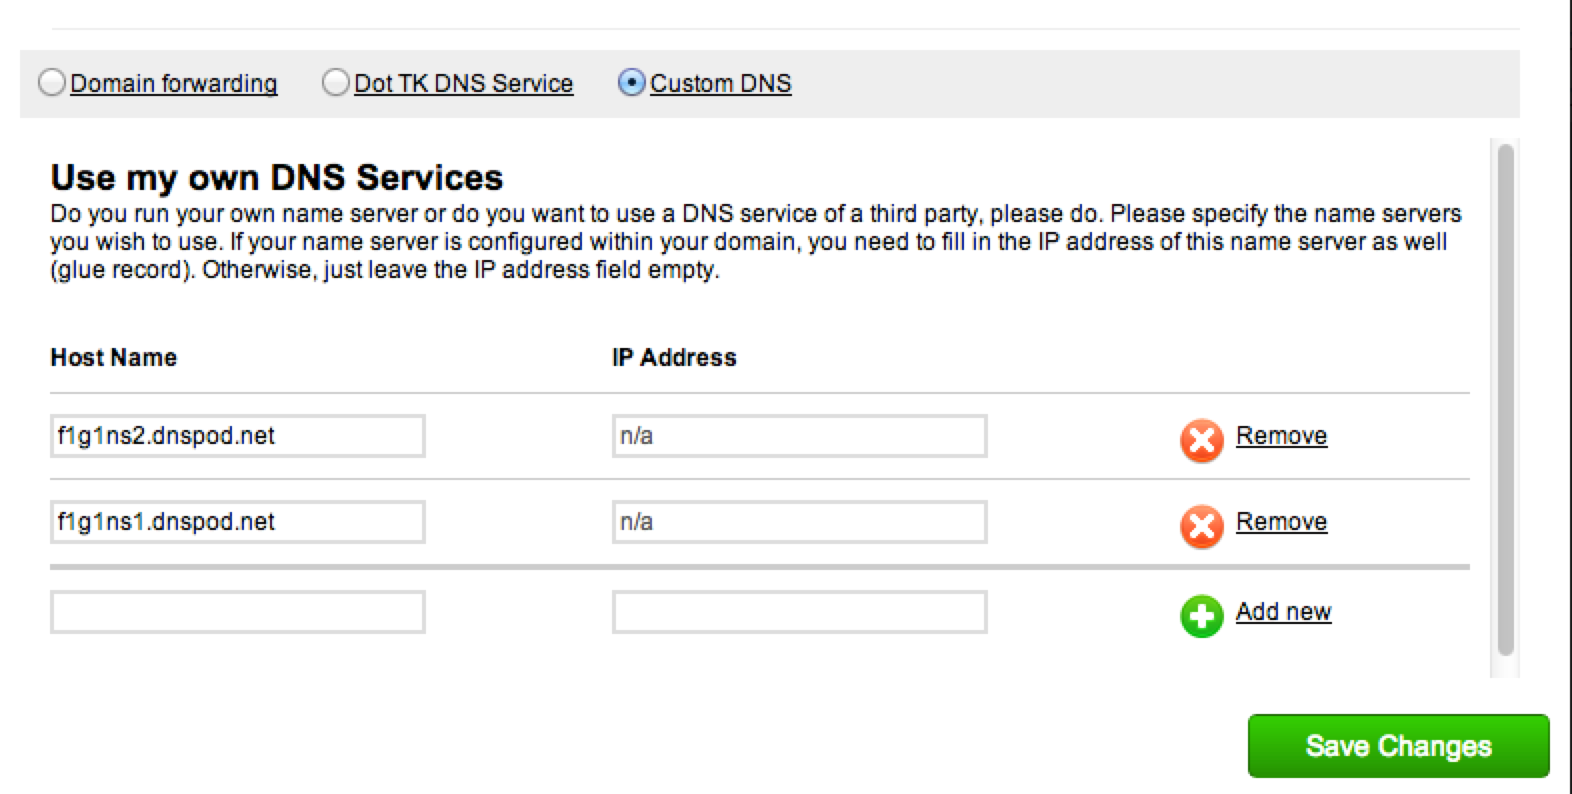 Domain forwarding Dot TK DNS Service Custom DNS
Use my own DNS Services
Do you run your own name server or do you want to use a DNS service of a third party, please do. Please specify the name servers
you wish to use. If your name server is configured within your domain, you need to fill in the IP address of this name server as well
(glue record). Otherwise, just leave the IP address field empty.
Host Name IP Address
f1g1ns2.dnspod.net n/a Remove
f1g1ns1.dnspod.net n/a Remove
Add new
Save Changes